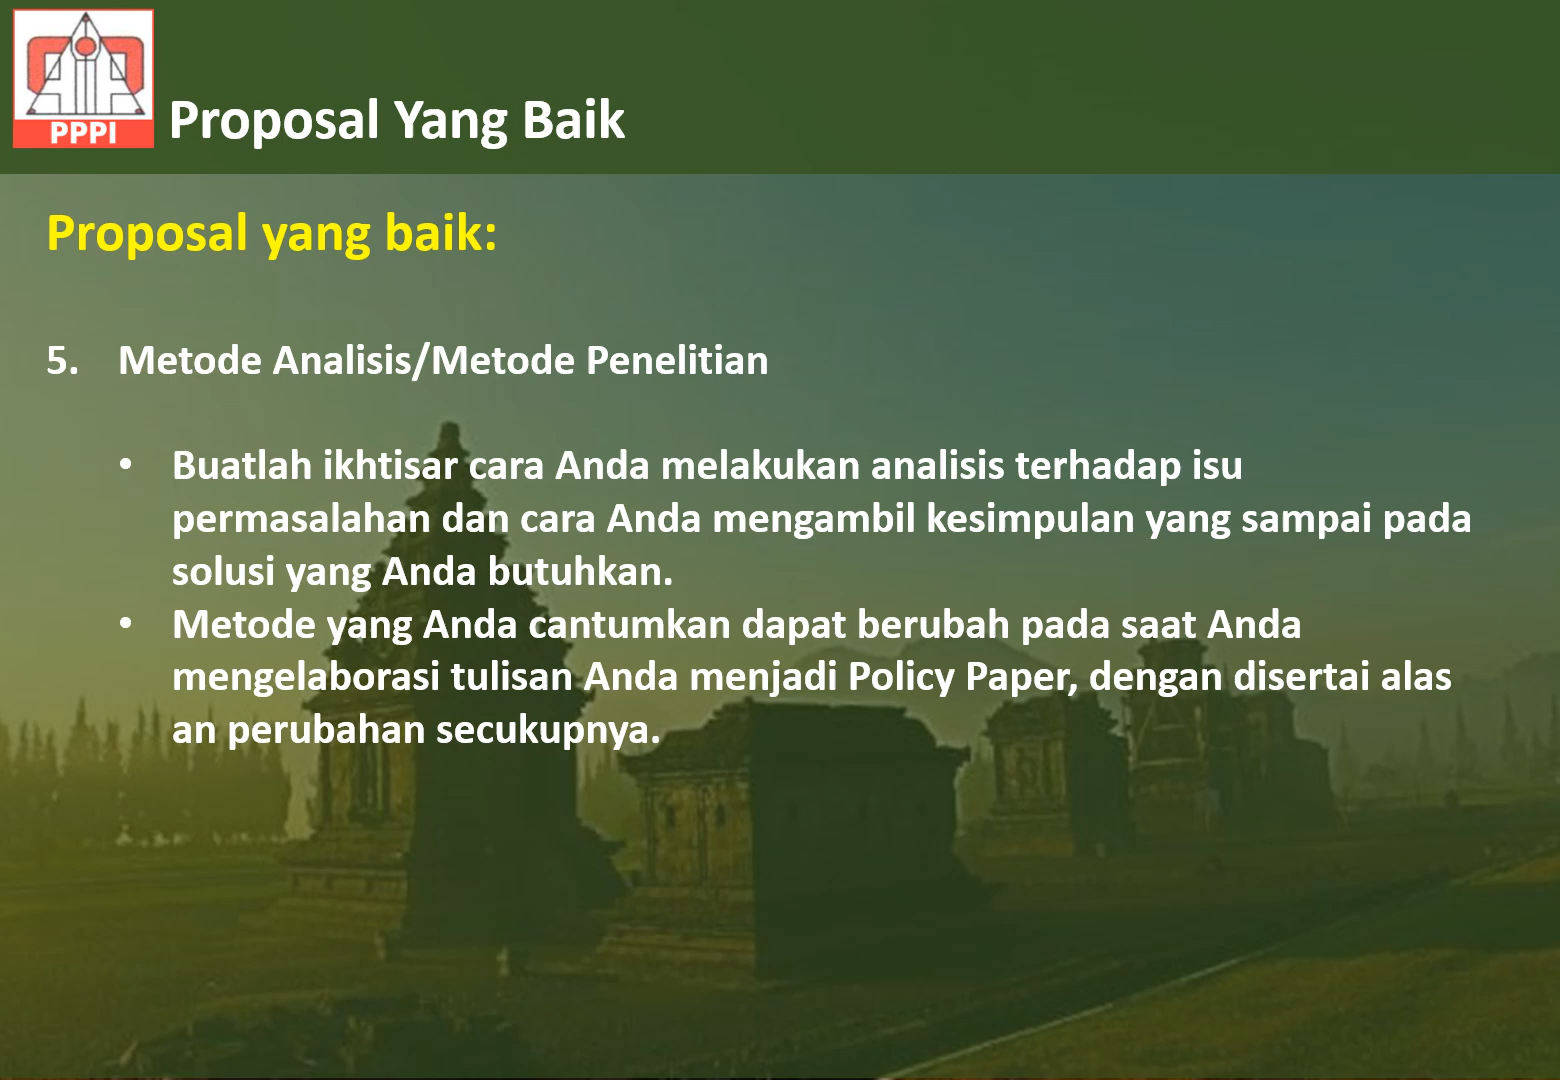 PPPI
Proposal Yang Baik
Proposal yang baik:
5. Metode Analisis/Metode Penelitian
• Buatlah ikhtisar cara Anda melakukan analisis terhadap isu
permasalahan dan cara Anda mengambil kesimpulan yang sampai pada
solusi yang Anda butuhkan.
• Metode yang Anda cantumkan dapat berubah pada saat Anda
mengelaborasi tulisan Anda menjadi Policy Paper, dengan disertai alas
an perubahan secukupnya.